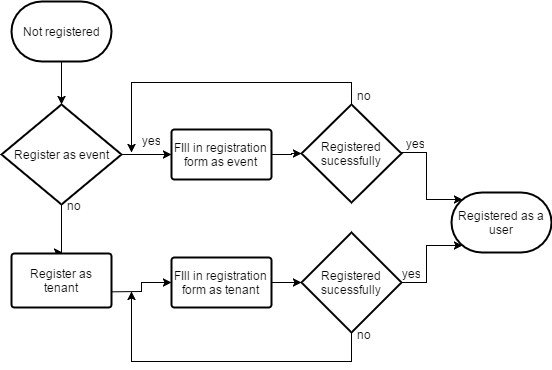 Not registered
no
Register as event
yes
FIll in registration
form as event
Registered
sucessfully
yes
no
Registered as a
user
Register as
tenant
FIll in registration
form as tenant
Registered
sucessfully
yes
no